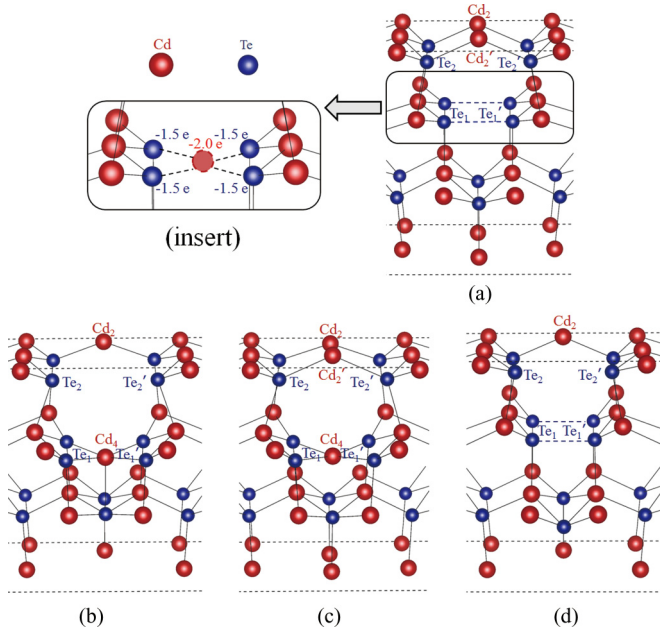 Cd Te
Cd2
Cd2′
Te2 Te2′
Te1 Te1′
-1.5 e -1.5 e
-2.0 e
-1.5 e -1.5 e
(insert)
(a)
Cd2
Te2 Te2′
Cd4
Te1 Te1′
(b)
Cd2
Cd2′
Te2 Te2′
Cd4
Te1 Te1′
(c)
Cd2
Te2 Te2′
Te1 Te1′
(d)